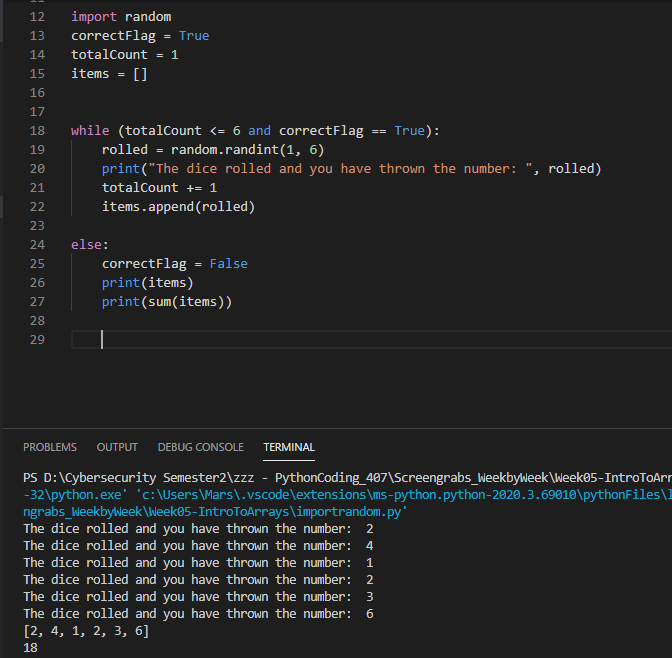 12 import random
13 correctFlag = True
14 totalCount = 1
15 items = []
16
17
18 while (totalCount <= 6 and correctFlag == True):
19     rolled = random.randint(1, 6)
20     print("The dice rolled and you have thrown the number: ", rolled)
21     totalCount += 1
22     items.append(rolled)
23
24 else:
25     correctFlag = False
26     print(items)
27     print(sum(items))
28
29
PROBLEMS OUTPUT DEBUG CONSOLE TERMINAL
PS D:\Cybersecurity Semester2\zzz - PythonCoding_407\Screengrabs_WeekbyWeek\Week05-IntroToArr
-32\python.exe' 'c:\Users\Mars\.vscode\extensions\ms-python.python-2020.3.69010\pythonFiles\l
ngrabs_WeekbyWeek\Week05-IntroToArrays\importrandom.py'
The dice rolled and you have thrown the number:  2
The dice rolled and you have thrown the number:  4
The dice rolled and you have thrown the number:  1
The dice rolled and you have thrown the number:  2
The dice rolled and you have thrown the number:  3
The dice rolled and you have thrown the number:  6
[2, 4, 1, 2, 3, 6]
18